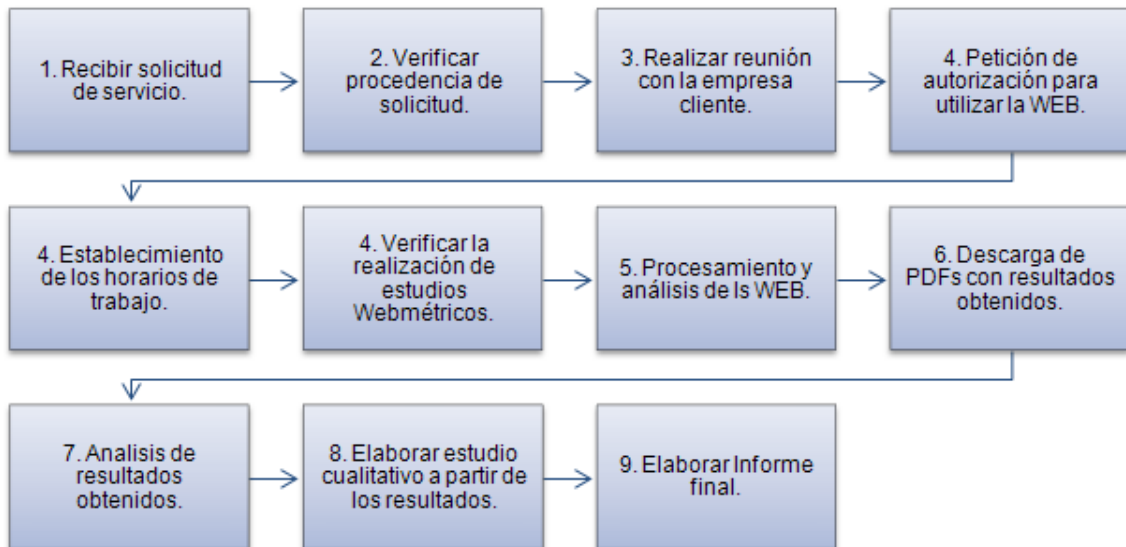 1. Recibir solicitud
de servicio.
2. Verificar
procedencia de
solicitud.
3. Realizar reunión
con la empresa
cliente.
4. Petición de
autorización para
utilizar la WEB.
4. Establecimiento
de los horarios de
trabajo.
4. Verificar la
realización de
estudios
Webmétricos.
5. Procesamiento y
análisis de ls WEB.
6. Descarga de
PDFs con resultados
obtenidos.
7. Analisis de
resultados
obtenidos.
8. Elaborar estudio
cualitativo a partir de
los resultados.
9. Elaborar Informe
final.